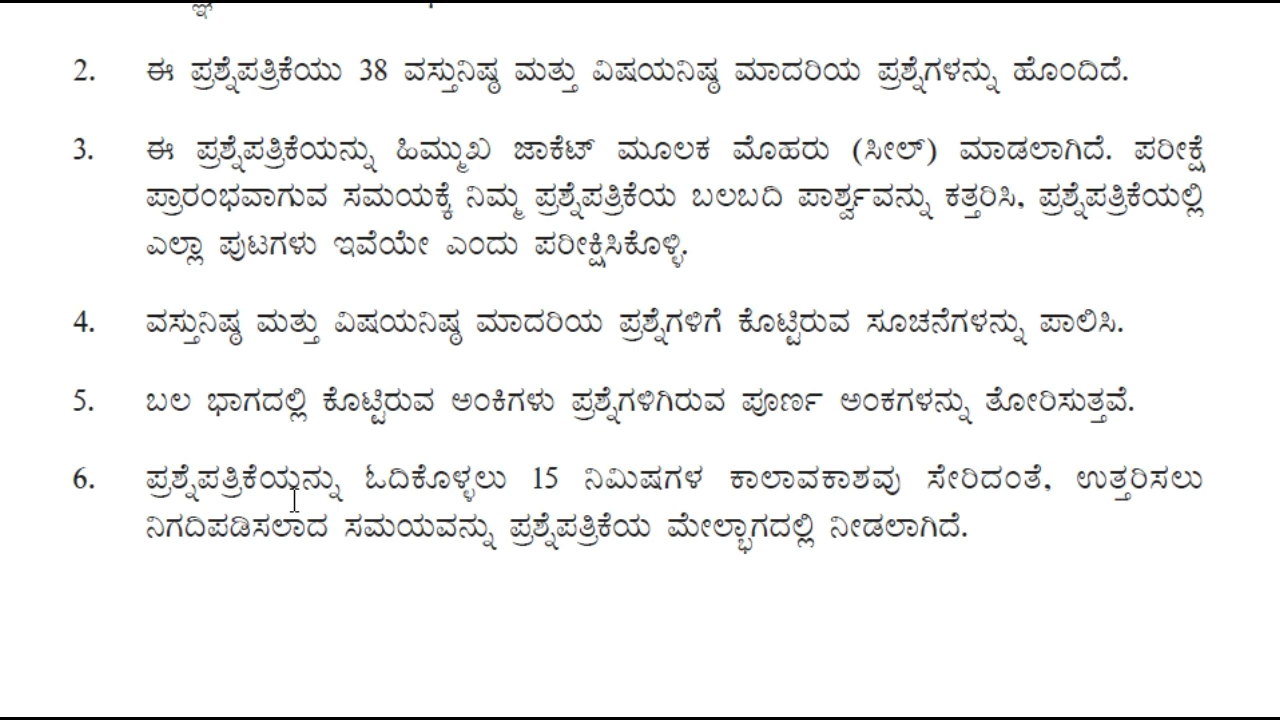 2. ಈ ಪ್ರಶ್ನೆಪತ್ರಿಕೆಯು 38 ವಸ್ತುನಿಷ್ಠ ಮತ್ತು ವಿಷಯನಿಷ್ಠ ಮಾದರಿಯ ಪ್ರಶ್ನೆಗಳನ್ನು ಹೊಂದಿದೆ.
3. ಈ ಪ್ರಶ್ನೆಪತ್ರಿಕೆಯನ್ನು ಹಿಮ್ಮುಖ ಜಾಕೆಟ್ ಮೂಲಕ ಮೊಹರು (ಸೀಲ್) ಮಾಡಲಾಗಿದೆ. ಪರೀಕ್ಷೆ
ಪ್ರಾರಂಭವಾಗುವ ಸಮಯಕ್ಕೆ ನಿಮ್ಮ ಪ್ರಶ್ನೆಪತ್ರಿಕೆಯ ಬಲಬದಿ ಪಾರ್ಶ್ವವನ್ನು ಕತ್ತರಿಸಿ, ಪ್ರಶ್ನೆಪತ್ರಿಕೆಯಲ್ಲಿ
ಎಲ್ಲಾ ಪುಟಗಳು ಇವೆಯೇ ಎಂದು ಪರೀಕ್ಷಿಸಿಕೊಳ್ಳಿ.
4. ವಸ್ತುನಿಷ್ಠ ಮತ್ತು ವಿಷಯನಿಷ್ಠ ಮಾದರಿಯ ಪ್ರಶ್ನೆಗಳಿಗೆ ಕೊಟ್ಟಿರುವ ಸೂಚನೆಗಳನ್ನು ಪಾಲಿಸಿ.
5. ಬಲ ಭಾಗದಲ್ಲಿ ಕೊಟ್ಟಿರುವ ಅಂಕಿಗಳು ಪ್ರಶ್ನೆಗಳಿಗಿರುವ ಪೂರ್ಣ ಅಂಕಗಳನ್ನು ತೋರಿಸುತ್ತವೆ.
6. ಪ್ರಶ್ನೆಪತ್ರಿಕೆಯನ್ನು ಓದಿಕೊಳ್ಳಲು 15 ನಿಮಿಷಗಳ ಕಾಲಾವಕಾಶವು ಸೇರಿದಂತೆ, ಉತ್ತರಿಸಲು
ನಿಗದಿಪಡಿಸಲಾದ ಸಮಯವನ್ನು ಪ್ರಶ್ನೆಪತ್ರಿಕೆಯ ಮೇಲ್ಭಾಗದಲ್ಲಿ ನೀಡಲಾಗಿದೆ.